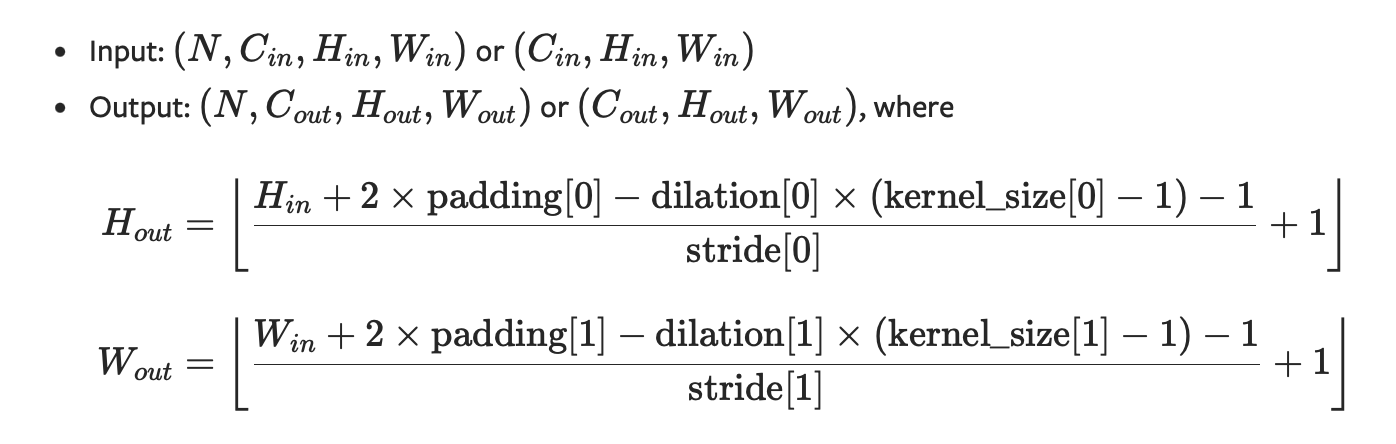 • Input: (N, C_in, H_in, W_in) or (C_in, H_in, W_in)
• Output: (N, C_out, H_out, W_out) or (C_out, H_out, W_out), where
H_out = ⌊(H_in + 2 × padding[0] − dilation[0] × (kernel_size[0] − 1) − 1) / stride[0] + 1⌋
W_out = ⌊(W_in + 2 × padding[1] − dilation[1] × (kernel_size[1] − 1) − 1) / stride[1] + 1⌋